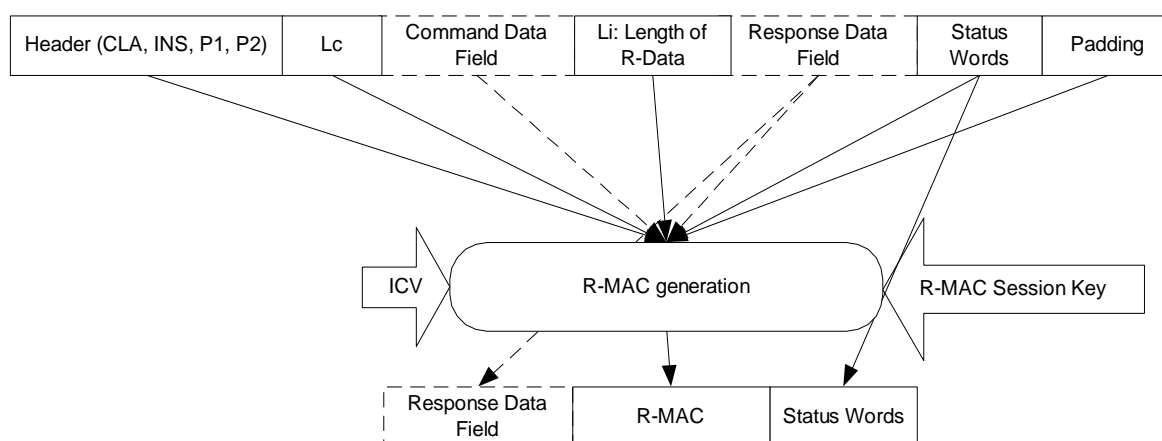 Header (CLA, INS, P1, P2)
Lc
Command Data
Field
Li: Length of
R-Data
Response Data
Field
Status
Words
Padding
ICV
R-MAC generation
R-MAC Session Key
Response Data
Field
R-MAC
Status Words